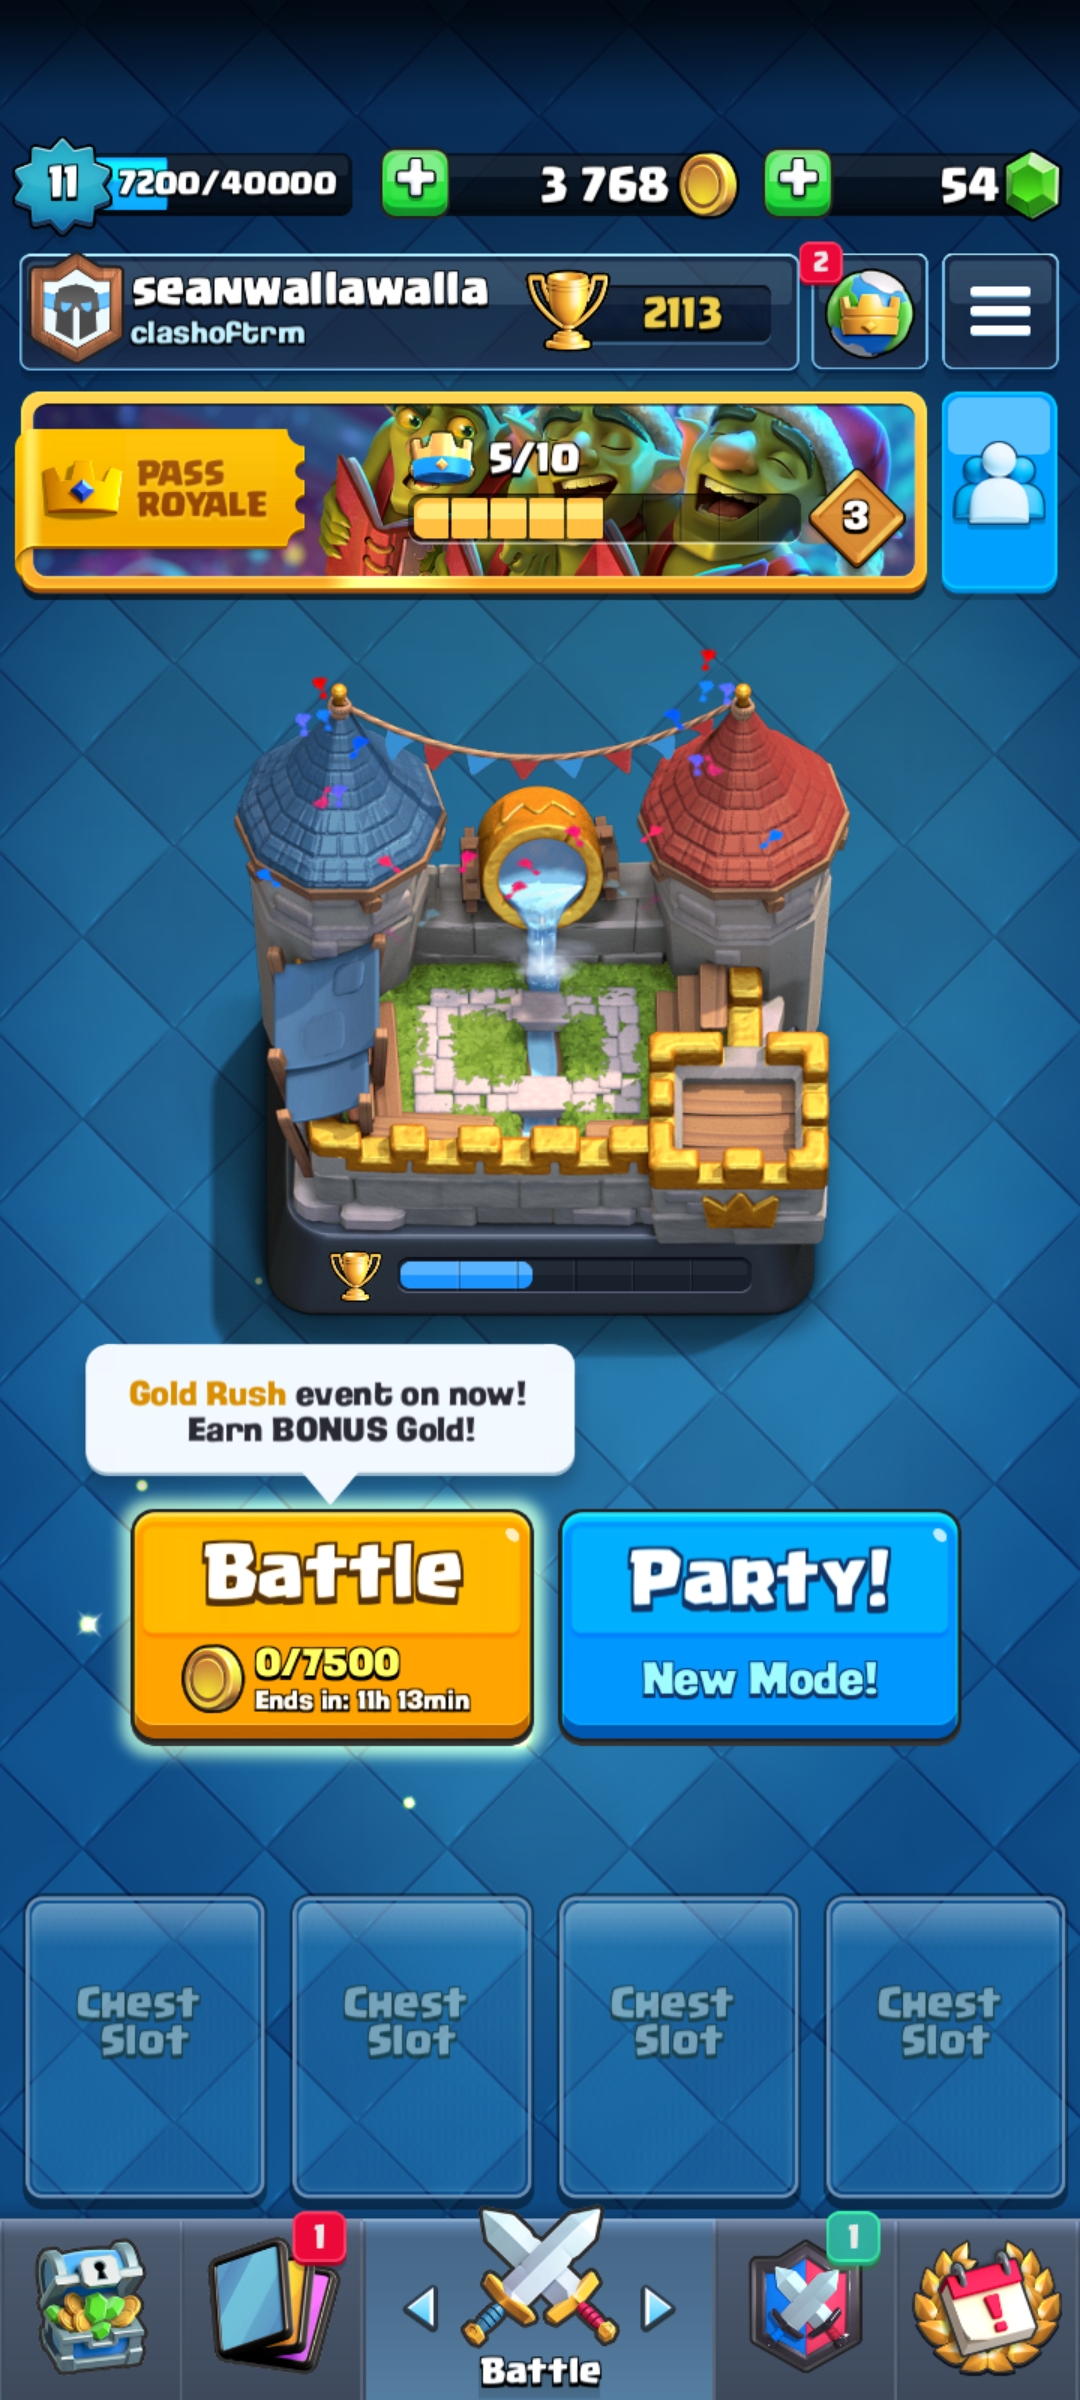 11
7200/40000
3 768
54
seanwallawalla
clashoftrm
2113
2
PASS
ROYALE
5/10
3
Gold Rush event on now!
Earn BONUS Gold!
Battle
0/7500
Ends in: 11h 13min
Party!
New Mode!
Chest
Slot
Chest
Slot
Chest
Slot
Chest
Slot
1
Battle
1
!